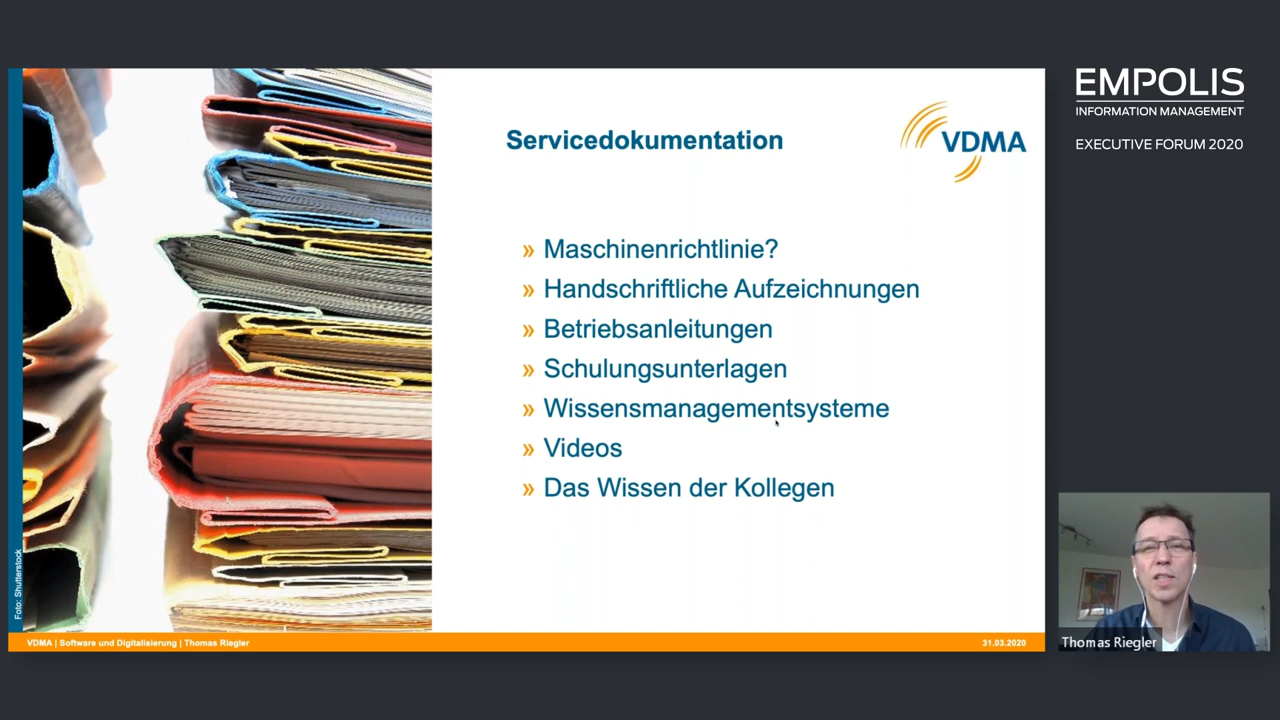 EMPOLIS
INFORMATION MANAGEMENT
EXECUTIVE FORUM 2020
Servicedokumentation
VDMA
» Maschinenrichtlinie?
» Handschriftliche Aufzeichnungen
» Betriebsanleitungen
» Schulungsunterlagen
» Wissensmanagementsysteme
» Videos
» Das Wissen der Kollegen
Foto: Shutterstock
VDMA | Software und Digitalisierung | Thomas Riegler
31.03.2020
Thomas Riegler